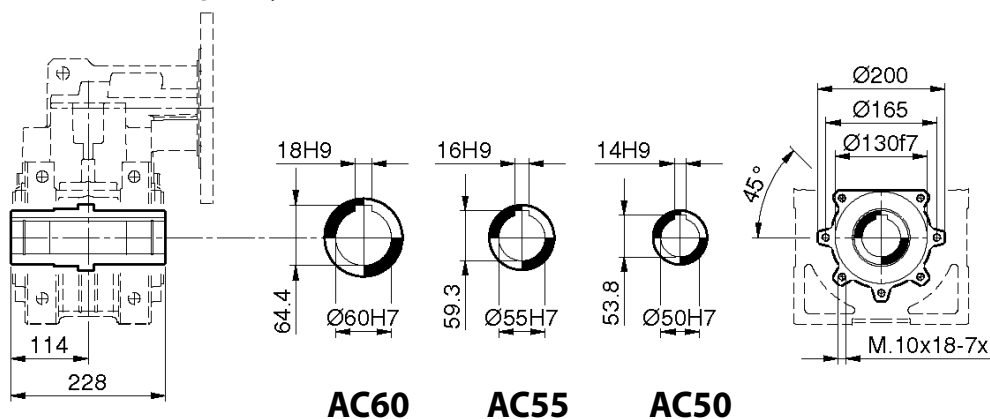 Ø200
Ø165
Ø130f7
45°
18H9
16H9
14H9
64.4
59.3
53.8
Ø60H7
Ø55H7
Ø50H7
114
228
M.10x18-7x
AC60
AC55
AC50